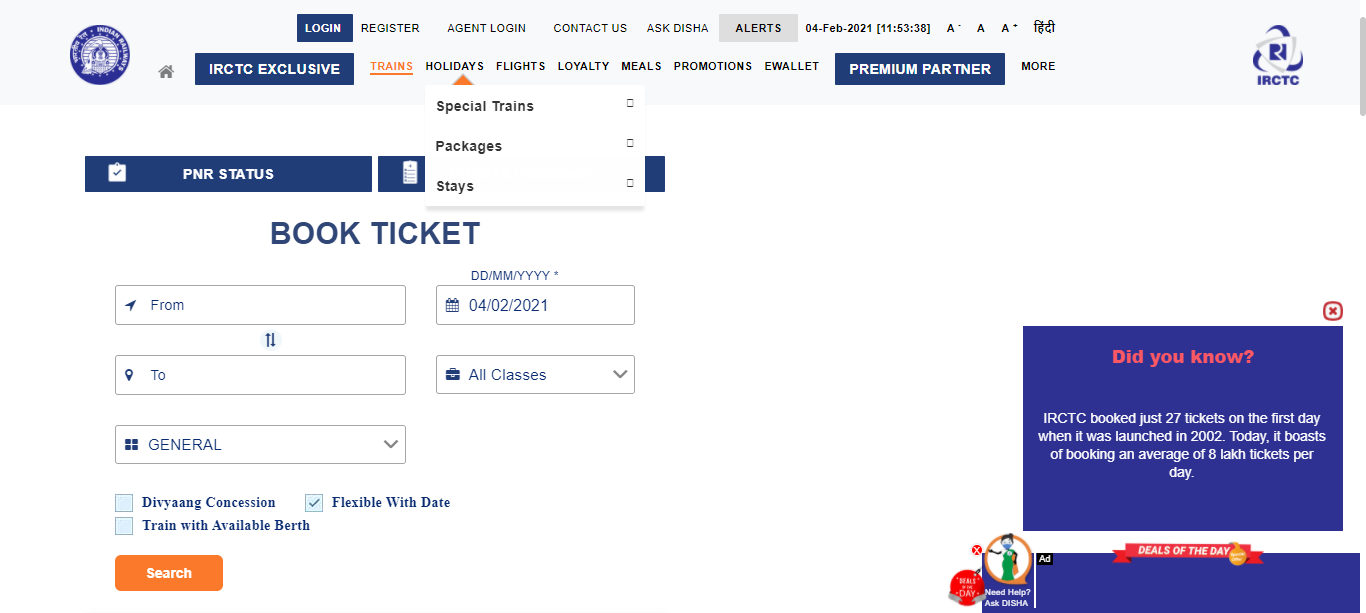 LOGIN REGISTER AGENT LOGIN CONTACT US ASK DISHA ALERTS 04-Feb-2021 [11:53:38] A - A A + हिंदी
IRCTC EXCLUSIVE TRAINS HOLIDAYS FLIGHTS LOYALTY MEALS PROMOTIONS EWALLET PREMIUM PARTNER MORE
IRCTC
Special Trains
Packages
Stays
PNR STATUS
BOOK TICKET
DD/MM/YYYY *
From
04/02/2021
To
All Classes
GENERAL
Divyaang Concession
Flexible With Date
Train with Available Berth
Search
Did you know?
IRCTC booked just 27 tickets on the first day
when it was launched in 2002. Today, it boasts
of booking an average of 8 lakh tickets per
day.
DEALS OF THE DAY
Ad
DEALS
OF THE
DAY
Need Help?
Ask DISHA